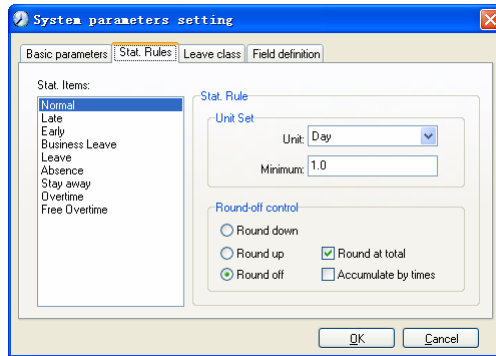 System parameters setting
Basic parameters Stat. Rules Leave class Field definition
Stat. Items:
Normal
Late
Early
Business Leave
Leave
Absence
Stay away
Overtime
Free Overtime
Stat. Rule
Unit Set
Unit: Day
Minimum: 1.0
Round-off control
Round down
Round up Round at total
Round off Accumulate by times
OK Cancel